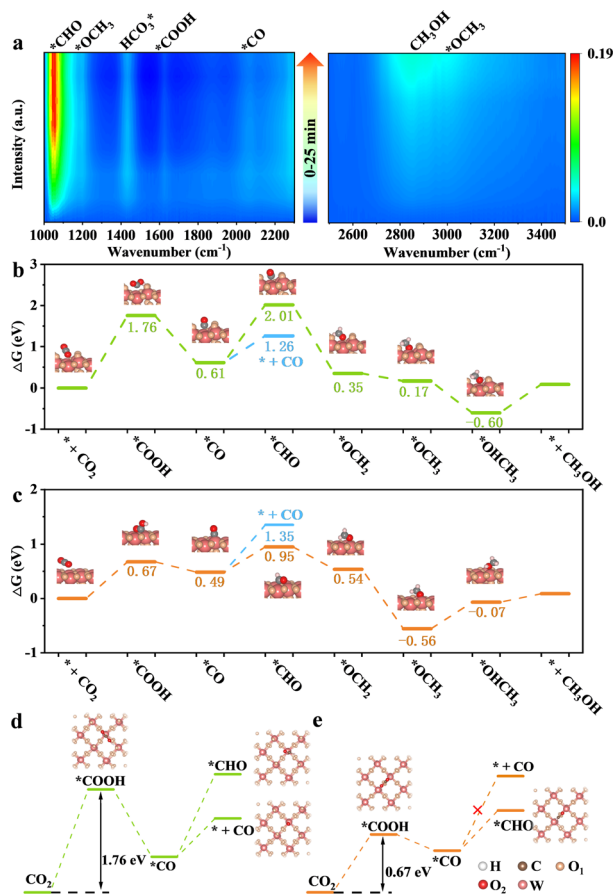 a
*CHO
*OCH3
HCO3*
*COOH
*CO
CH3OH
*OCH3
Intensity (a.u.)
0-25 min
0.19
0.0
1000 1200 1400 1600 1800 2000 2200
2600 2800 3000 3200 3400
Wavenumber (cm-1)
Wavenumber (cm-1)
b
ΔG (eV)
3
2
1
0
-1
1.76
0.61
2.01
1.26
* + CO
0.35
0.17
-0.60
* + CO2
*COOH
*CO
*CHO
*OCH2
*OCH3
*OHCH3
* + CH3OH
c
ΔG (eV)
2
1
0
-1
0.67
0.49
* + CO
1.35
0.95
0.54
-0.56
-0.07
* + CO2
*COOH
*CO
*CHO
*OCH2
*OCH3
*OHCH3
* + CH3OH
d
*COOH
*CHO
* + CO
*CO
CO2
1.76 eV
e
* + CO
*COOH
*CHO
*CO
CO2
0.67 eV
H C O1
O2 W